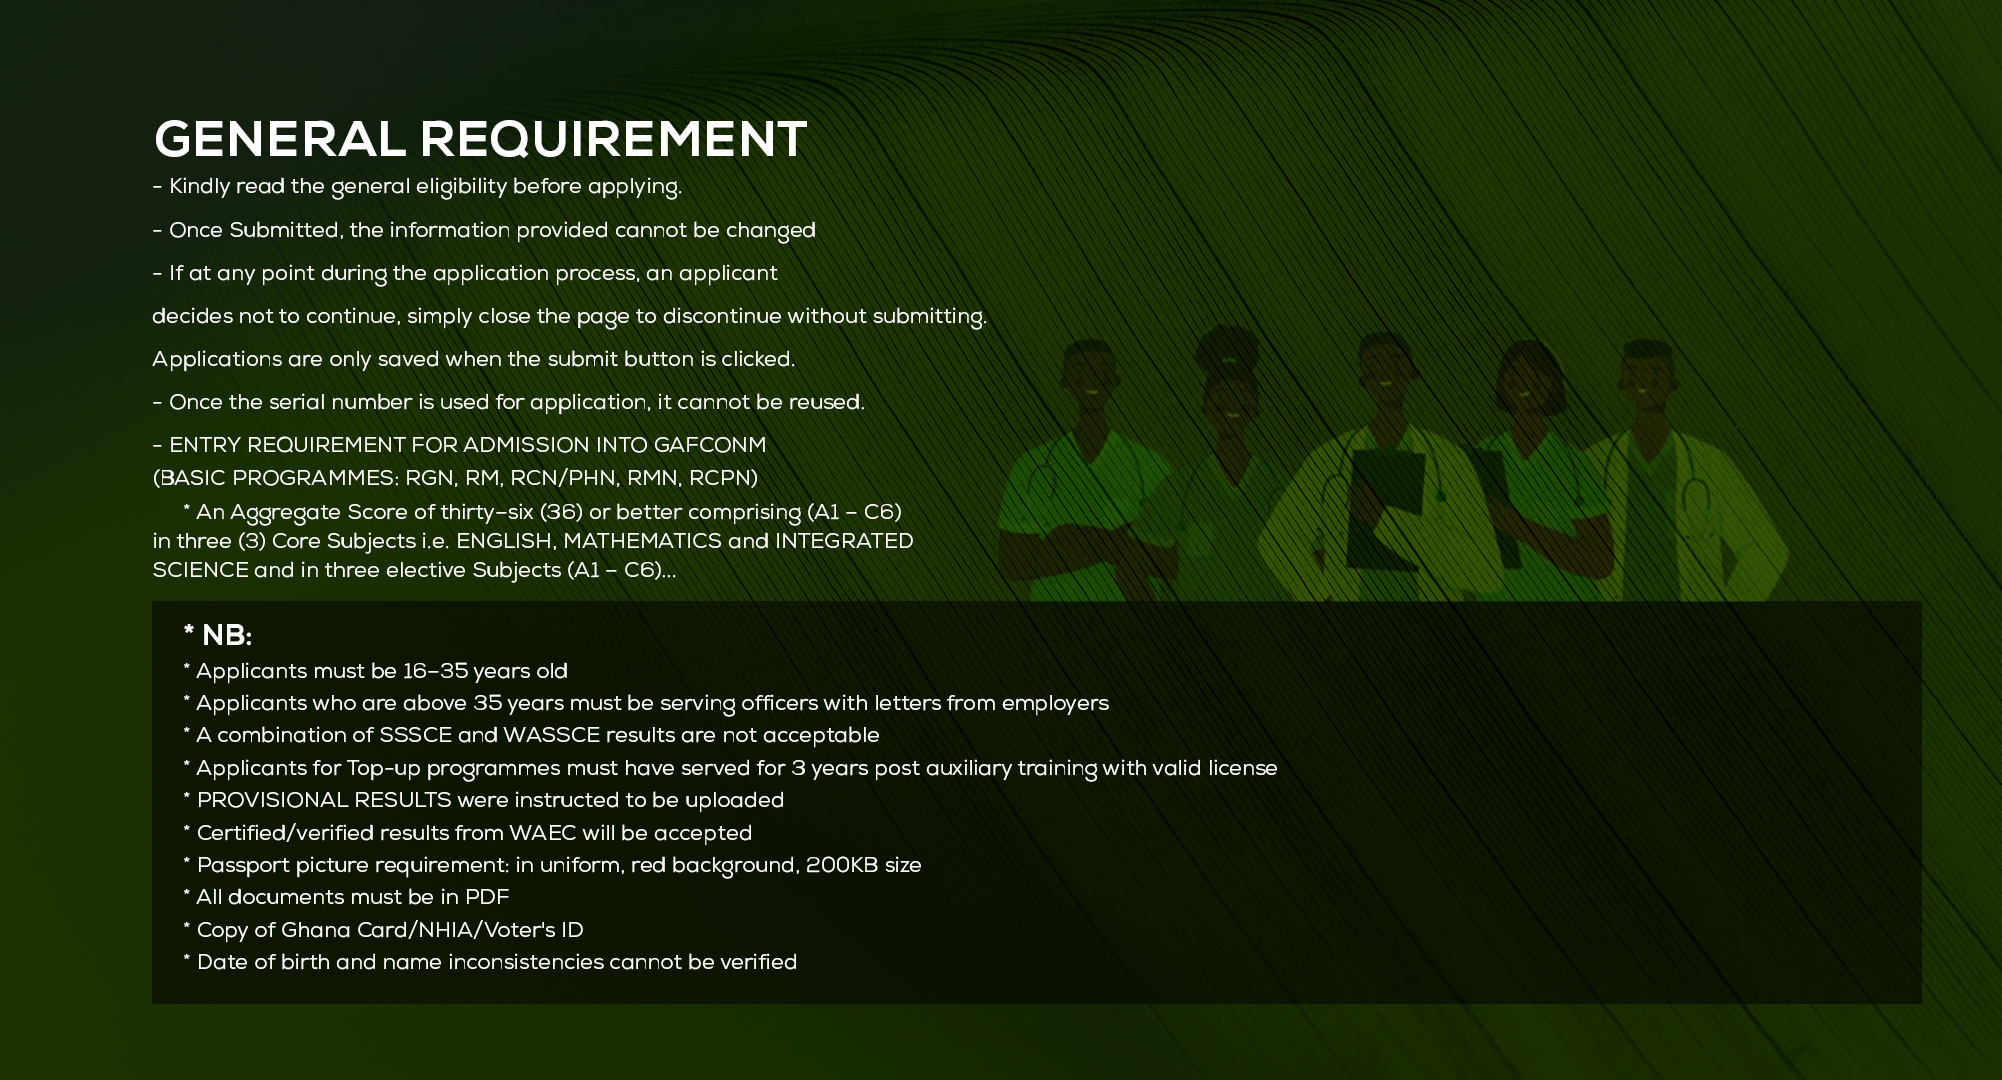 GENERAL REQUIREMENT
- Kindly read the general eligibility before applying.
- Once Submitted, the information provided cannot be changed
- If at any point during the application process, an applicant
decides not to continue, simply close the page to discontinue without submitting.
Applications are only saved when the submit button is clicked.
- Once the serial number is used for application, it cannot be reused.
- ENTRY REQUIREMENT FOR ADMISSION INTO GAFCONM
(BASIC PROGRAMMES: RGN, RM, RCN/PHN, RMN, RCPN)
* An Aggregate Score of thirty-six (36) or better comprising (A1 – C6)
in three (3) Core Subjects i.e. ENGLISH, MATHEMATICS and INTEGRATED
SCIENCE and in three elective Subjects (A1 – C6)...
* NB:
* Applicants must be 16–35 years old
* Applicants who are above 35 years must be serving officers with letters from employers
* A combination of SSSCE and WASSCE results are not acceptable
* Applicants for Top-up programmes must have served for 3 years post auxiliary training with valid license
* PROVISIONAL RESULTS were instructed to be uploaded
* Certified/verified results from WAEC will be accepted
* Passport picture requirement: in uniform, red background, 200KB size
* All documents must be in PDF
* Copy of Ghana Card/NHIA/Voter's ID
* Date of birth and name inconsistencies cannot be verified